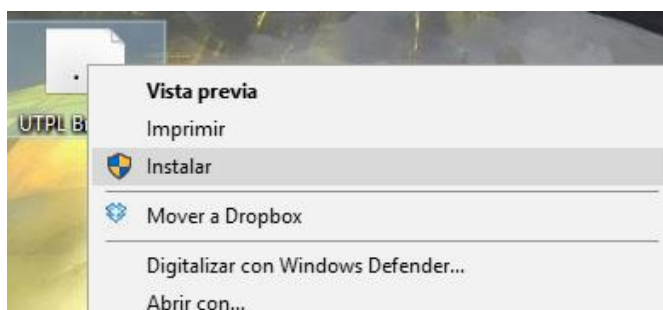 UTPL
Vista previa
Imprimir
Instalar
Mover a Dropbox
Digitalizar con Windows Defender...
Abrir con...